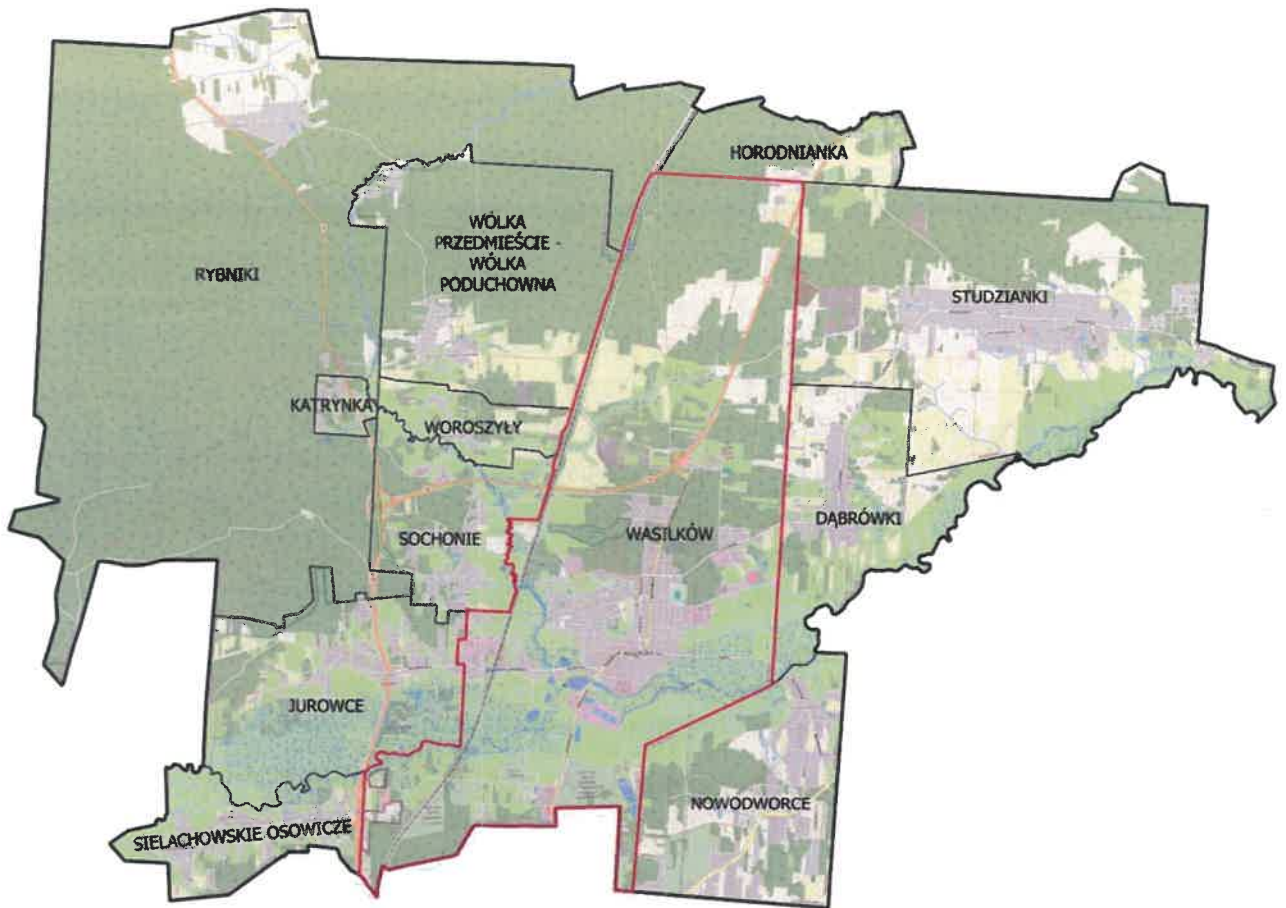 HORODNIANKA
WÓLKA
PRZEDMIEŚCIE -
WÓLKA
PODUCHOWNA
RYBNIKI
STUDZIANKI
KATRYNKA
WOROSZYŁY
SOCHONIE
WASILKÓW
DĄBRÓWKI
JUROWCE
NOWODWORCE
SIELACHOWSKIE OSOWICZE